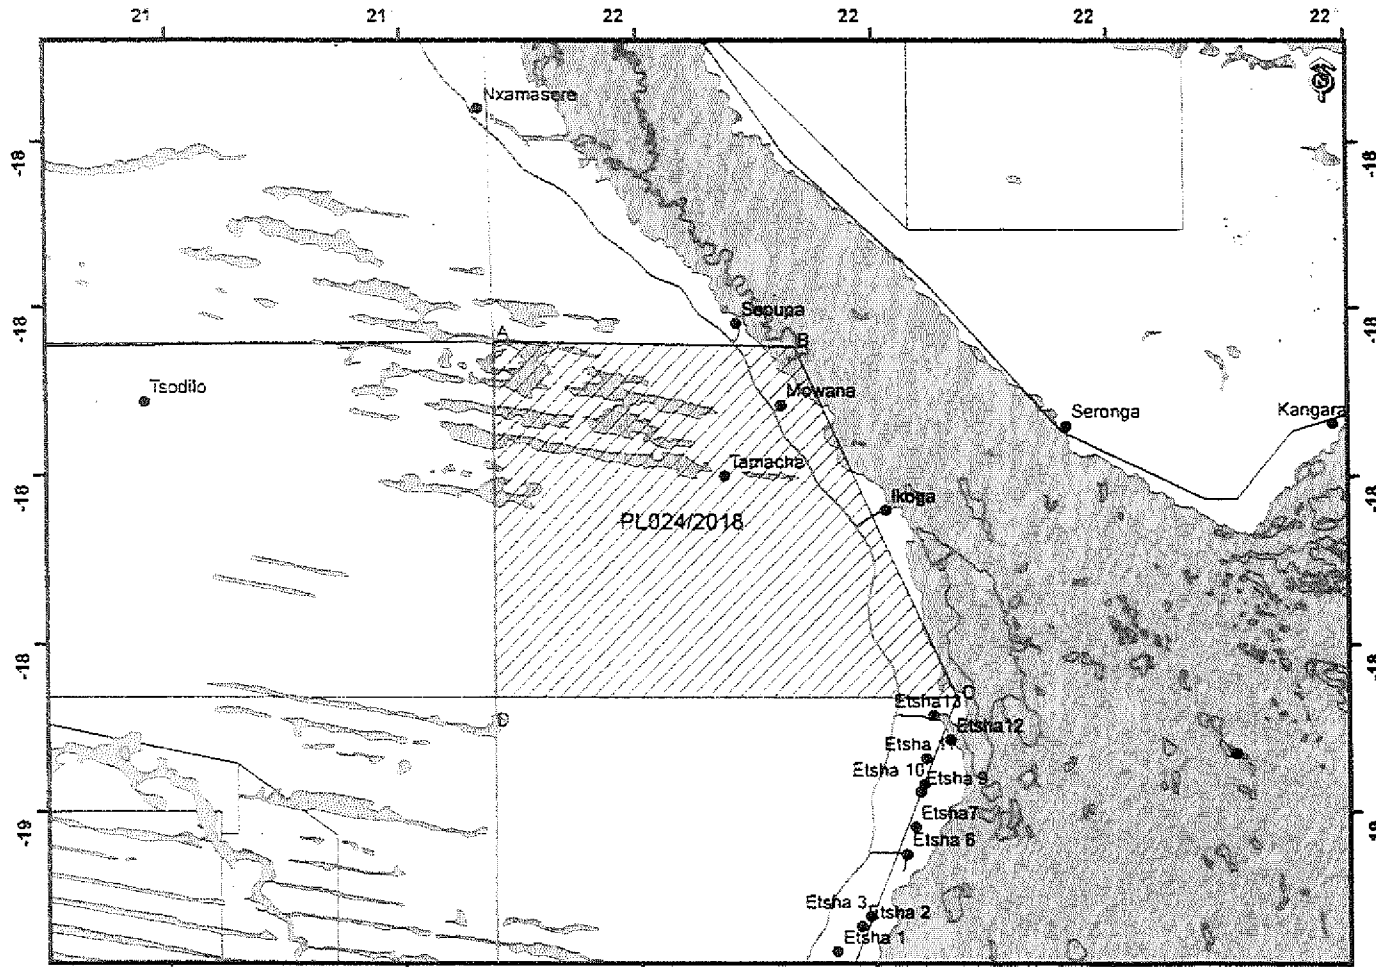 21 21 22 22 22 22
Nxamasere
-18 -18
Sepupa
-18 -18
A B
Tsodilo
Mowana
Seronga Kangara
Tamacha
-18 -18
Ikoga
PL024/2018
-18 -18
C
Etsha13
D
Etsha12
Etsha
Etsha 10
Etsha 9
-19 -19
Etsha7
Etsha 6
Etsha 3
Etsha 2
Etsha 1